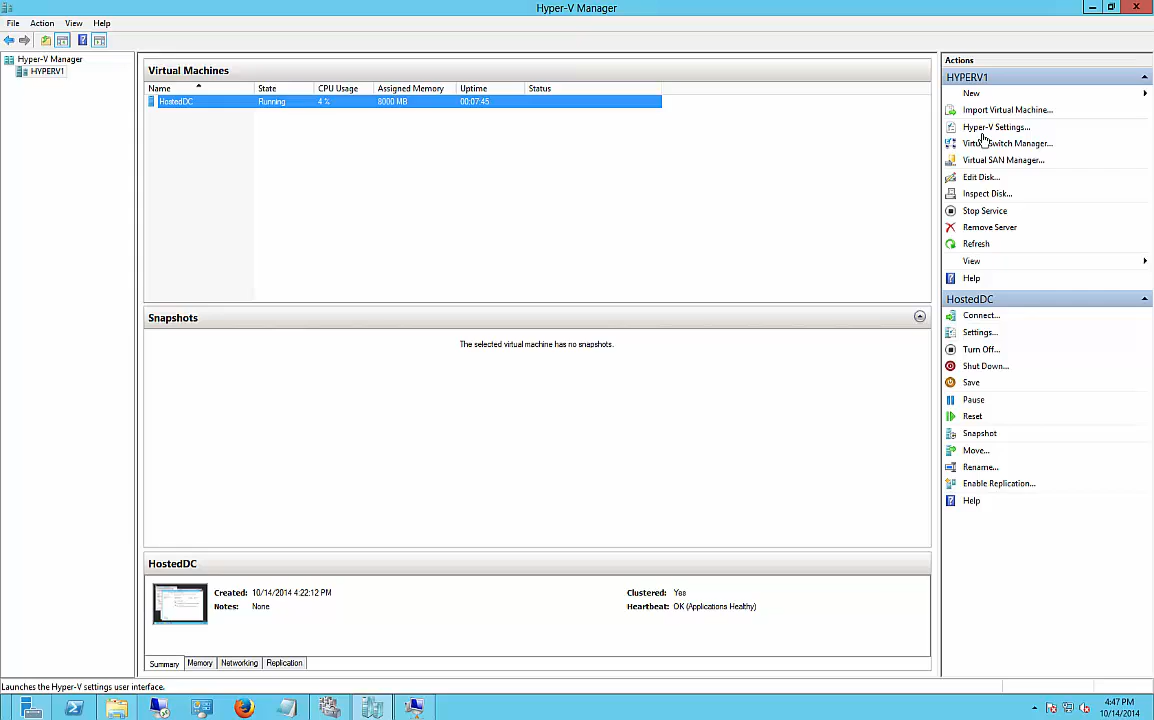 Hyper-V Manager
File Action View Help
Hyper-V Manager
HYPERV1
Virtual Machines
Name State CPU Usage Assigned Memory Uptime Status
HostedDC Running 4 % 8000 MB 00:07:45
Snapshots
The selected virtual machine has no snapshots.
HostedDC
Created: 10/14/2014 4:22:12 PM Clustered: Yes
Notes: None Heartbeat: OK (Applications Healthy)
Summary Memory Networking Replication
Actions
HYPERV1
New
Import Virtual Machine...
Hyper-V Settings...
Virtual Switch Manager...
Virtual SAN Manager...
Edit Disk...
Inspect Disk...
Stop Service
Remove Server
Refresh
View
Help
HostedDC
Connect...
Settings...
Turn Off...
Shut Down...
Save
Pause
Reset
Snapshot
Move...
Rename...
Enable Replication...
Help
Launches the Hyper-V settings user interface.
4:47 PM
10/14/2014